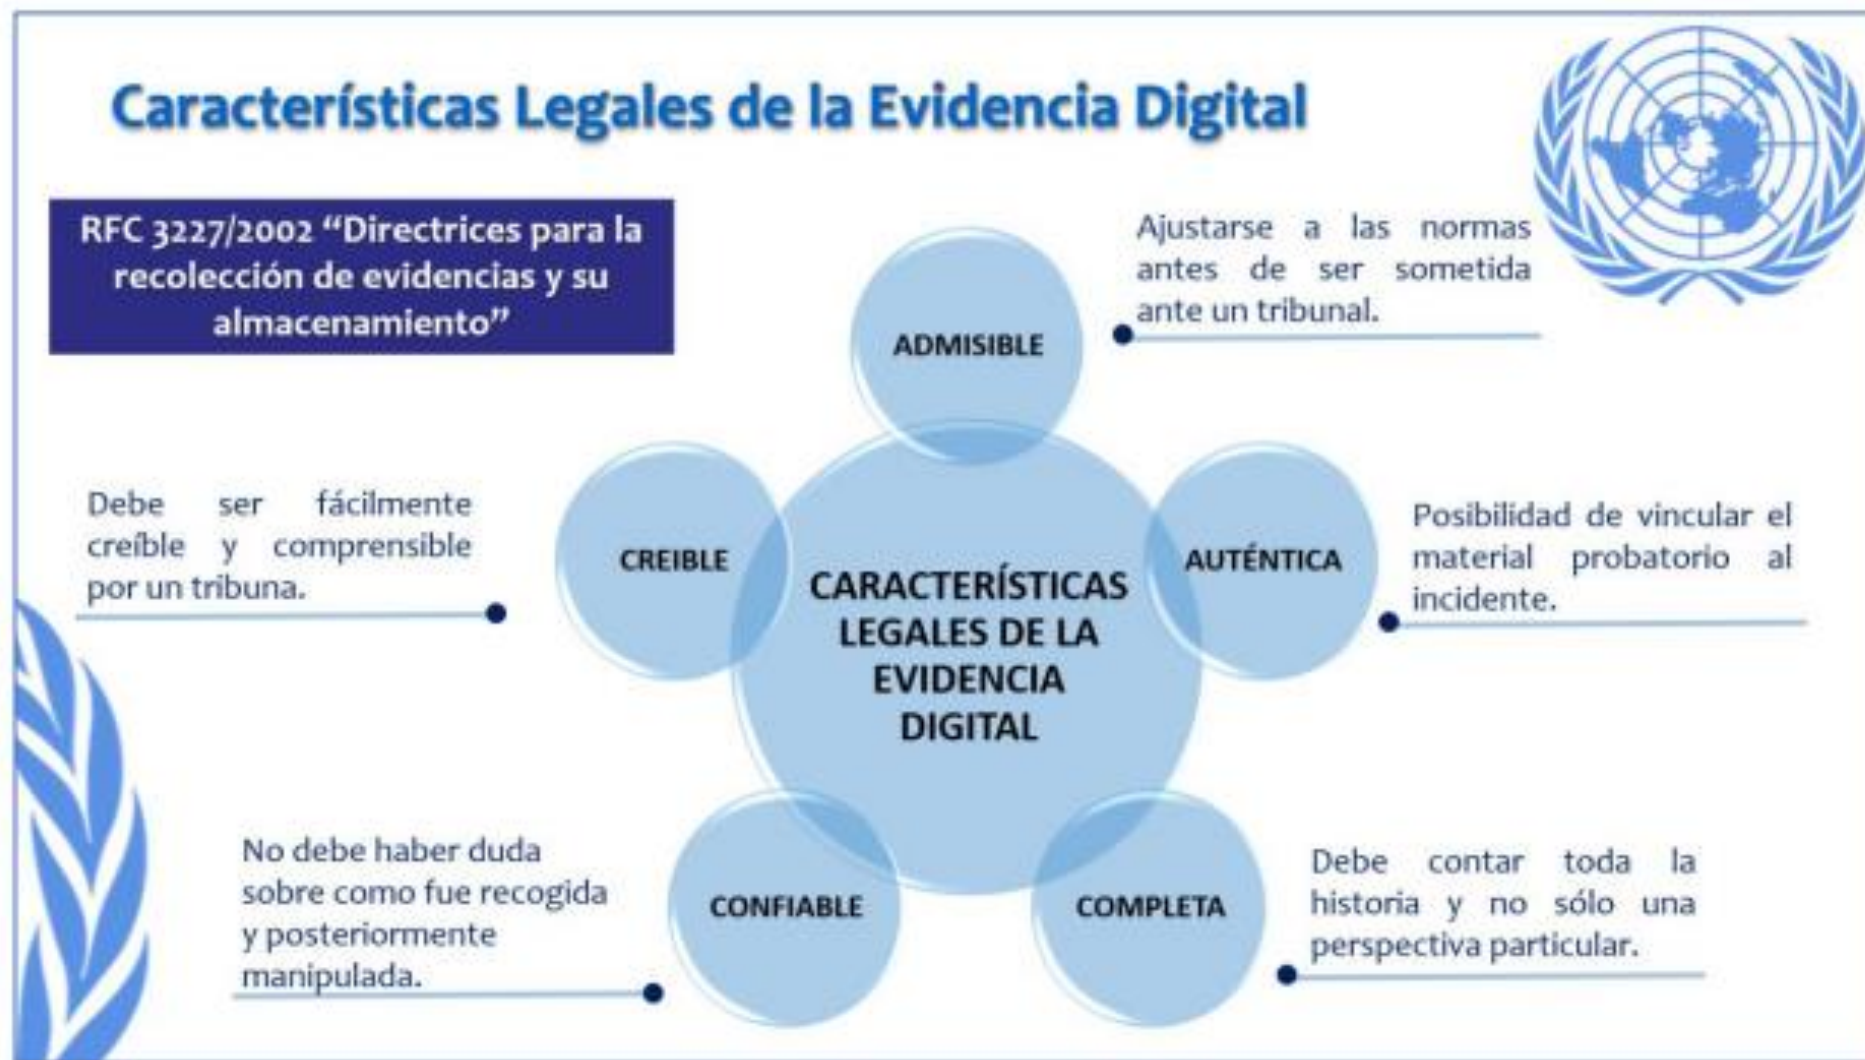 Características Legales de la Evidencia Digital
RFC 3227/2002 “Directrices para la
recolección de evidencias y su
almacenamiento”
ADMISIBLE
Ajustarse a las normas
antes de ser sometida
ante un tribunal.
Debe ser fácilmente
creíble y comprensible
por un tribuna.
CREIBLE
CARACTERÍSTICAS
LEGALES DE LA
EVIDENCIA
DIGITAL
AUTÉNTICA
Posibilidad de vincular el
material probatorio al
incidente.
No debe haber duda
sobre como fue recogida
y posteriormente
manipulada.
CONFIABLE
COMPLETA
Debe contar toda la
historia y no sólo una
perspectiva particular.